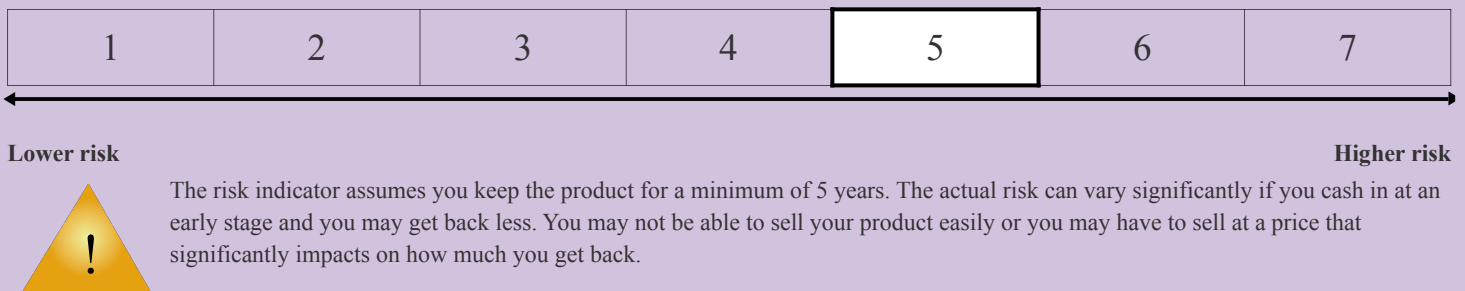 1 2 3 4 5 6 7
Lower risk Higher risk
The risk indicator assumes you keep the product for a minimum of 5 years. The actual risk can vary significantly if you cash in at an
early stage and you may get back less. You may not be able to sell your product easily or you may have to sell at a price that
significantly impacts on how much you get back.
!